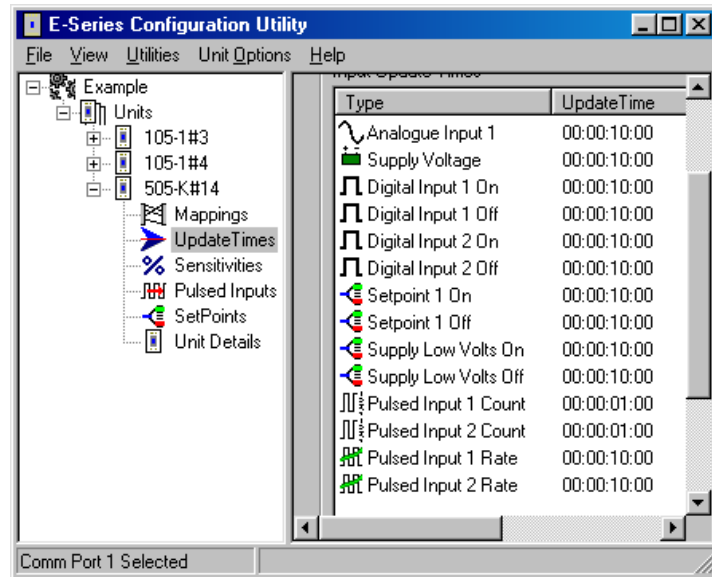 E-Series Configuration Utility
File View Utilities Unit Options Help
Example
Units
105-1#3
105-1#4
505-K#14
Mappings
UpdateTimes
Sensitivities
Pulsed Inputs
SetPoints
Unit Details
Input Update Times
Type UpdateTime
Analogue Input 1 00:00:10:00
Supply Voltage 00:00:10:00
Digital Input 1 On 00:00:10:00
Digital Input 1 Off 00:00:10:00
Digital Input 2 On 00:00:10:00
Digital Input 2 Off 00:00:10:00
Setpoint 1 On 00:00:10:00
Setpoint 1 Off 00:00:10:00
Supply Low Volts On 00:00:10:00
Supply Low Volts Off 00:00:10:00
Pulsed Input 1 Count 00:00:01:00
Pulsed Input 2 Count 00:00:01:00
Pulsed Input 1 Rate 00:00:10:00
Pulsed Input 2 Rate 00:00:10:00
Comm Port 1 Selected